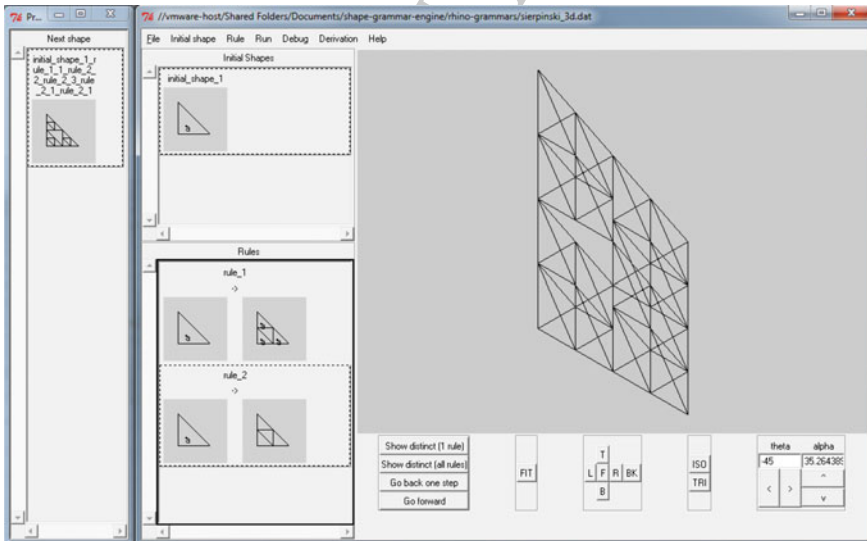 Pr...
Next shape
initial_shape_1_r
ule_1_1_rule_2_
2_rule_2_3_rule
_2_1_rule_2_1
//vmware-host/Shared Folders/Documents/shape-grammar-engine/rhino-grammars/sierpinski_3d.dat
File Initial shape Rule Run Debug Derivation Help
Initial Shapes
initial_shape_1
Rules
rule_1
->
rule_2
->
Show distinct (1 rule)
Show distinct (all rules)
Go back one step
Go forward
FIT
T
L F R BK
B
ISO
TRI
theta alpha
-45 35.264389
< > ^
v